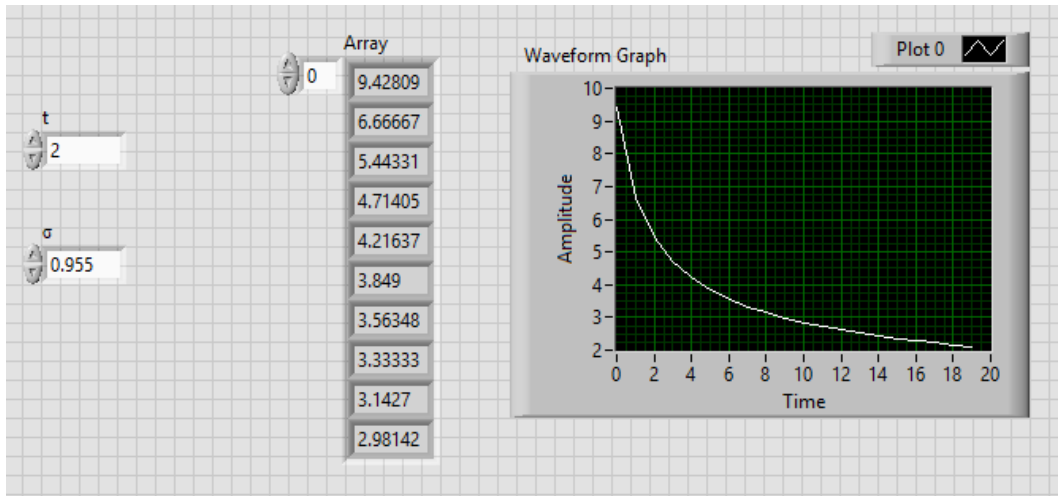 Array
0
9.42809
6.66667
5.44331
4.71405
4.21637
3.849
3.56348
3.33333
3.1427
2.98142
t
2
σ
0.955
Waveform Graph
Plot 0
10
9
8
7
6
5
4
3
2
Amplitude
0 2 4 6 8 10 12 14 16 18 20
Time